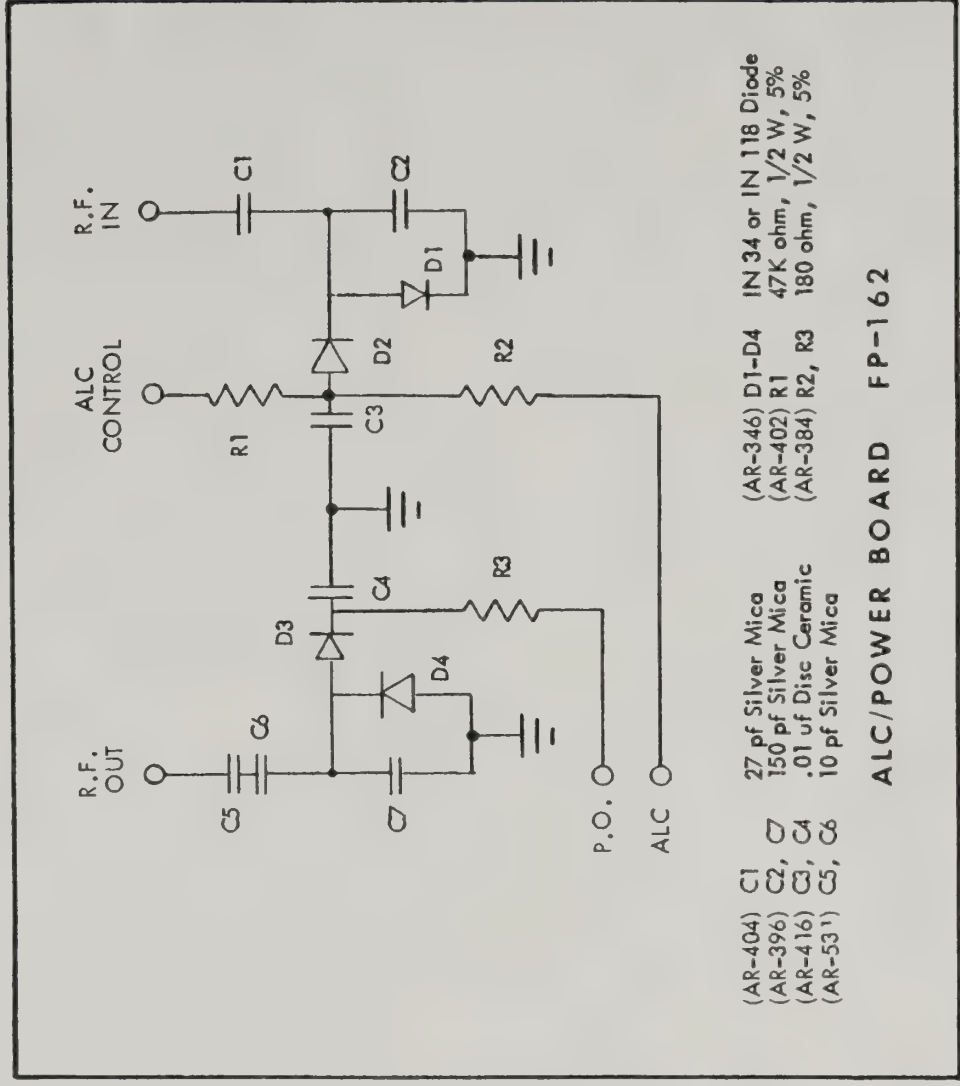 R.F.
OUT
ALC
CONTROL
R.F.
IN
C5
C6
R1
C1
D3
C7
D4
C4
C3
D2
D1
C2
R3
R2
P.O.
ALC
(AR-404) C1 27 pf Silver Mica
(AR-396) C2, C7 150 pf Silver Mica
(AR-416) C3, C4 .01 uf Disc Ceramic
(AR-531) C5, C6 10 pf Silver Mica
(AR-346) D1-D4 IN 34 or IN 118 Diode
(AR-402) R1 47K ohm, 1/2 W, 5%
(AR-384) R2, R3 180 ohm, 1/2 W, 5%
ALC/POWER BOARD FP-162